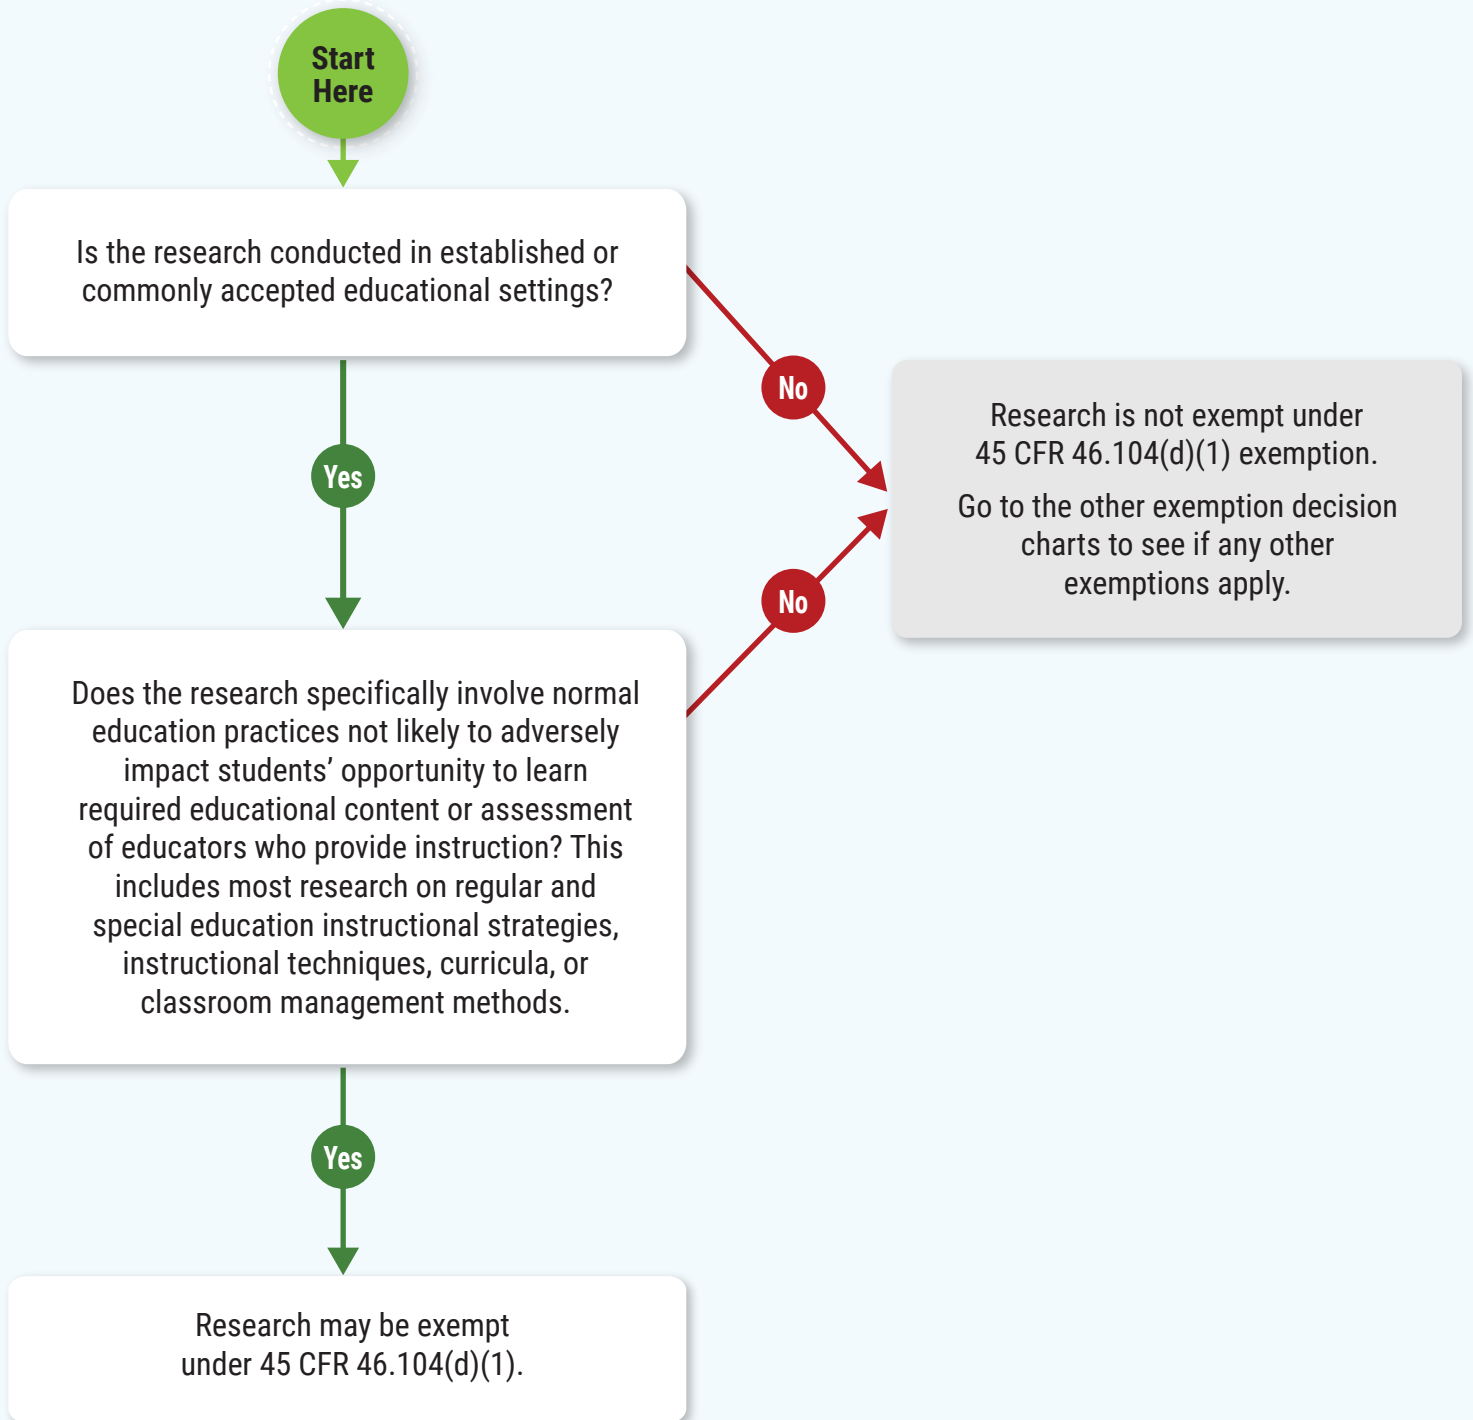 Start
Here
Is the research conducted in established or
commonly accepted educational settings?
No
Research is not exempt under
45 CFR 46.104(d)(1) exemption.
Go to the other exemption decision
charts to see if any other
exemptions apply.
Yes
No
Does the research specifically involve normal
education practices not likely to adversely
impact students’ opportunity to learn
required educational content or assessment
of educators who provide instruction? This
includes most research on regular and
special education instructional strategies,
instructional techniques, curricula, or
classroom management methods.
Yes
Research may be exempt
under 45 CFR 46.104(d)(1).